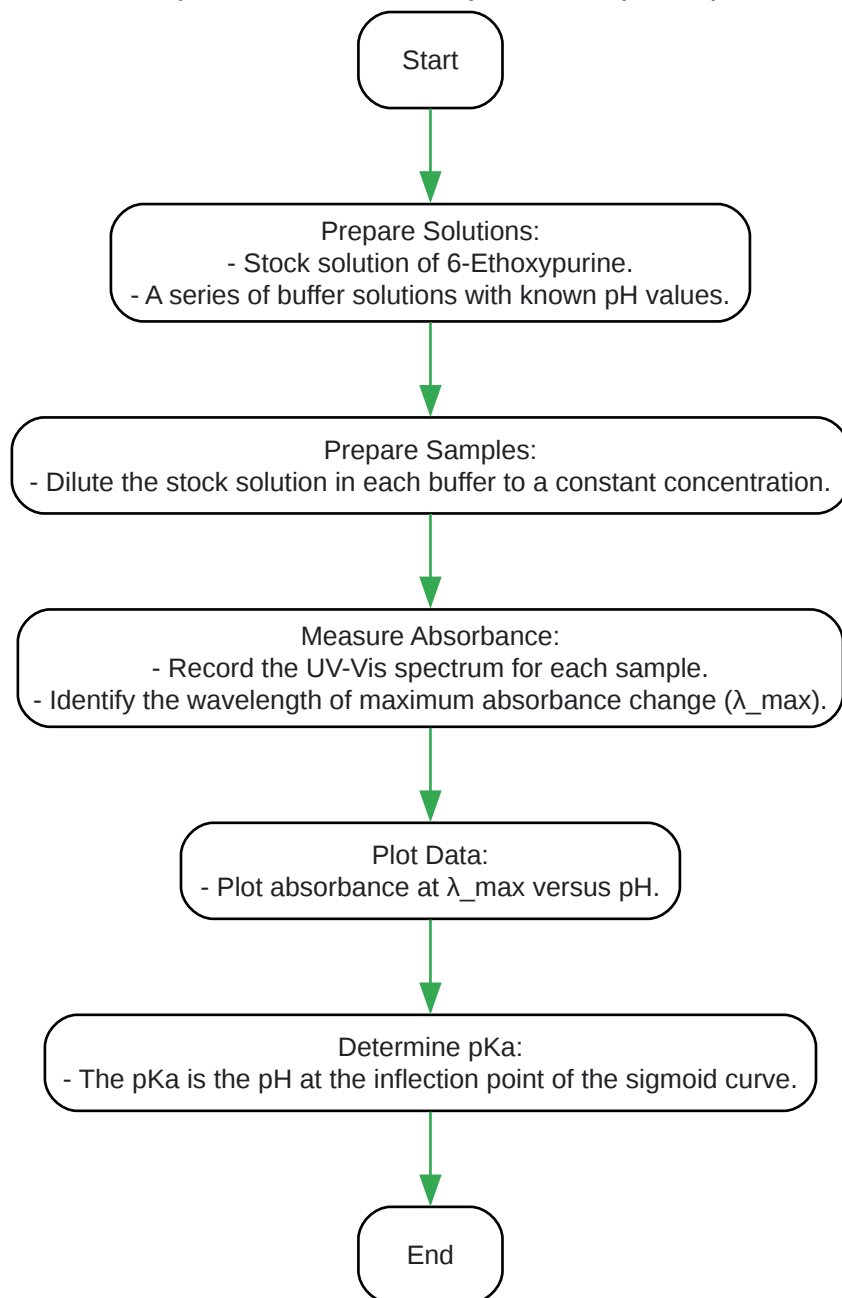 Start
Prepare Solutions:
- Stock solution of 6-Ethoxypurine.
- A series of buffer solutions with known pH values.
Prepare Samples:
- Dilute the stock solution in each buffer to a constant concentration.
Measure Absorbance:
- Record the UV-Vis spectrum for each sample.
- Identify the wavelength of maximum absorbance change (λ_max).
Plot Data:
- Plot absorbance at λ_max versus pH.
Determine pKa:
- The pKa is the pH at the inflection point of the sigmoid curve.
End